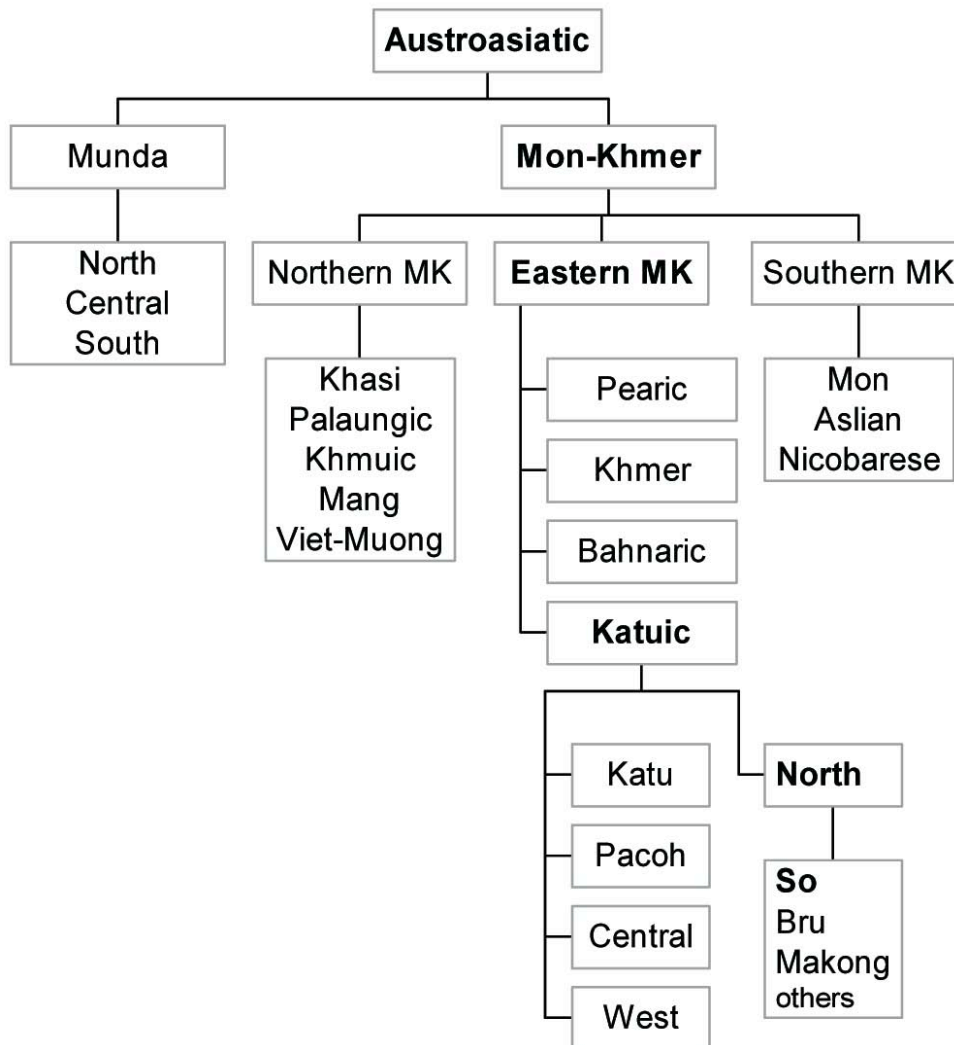 Austroasiatic
Munda
Mon-Khmer
North
Central
South
Northern MK
Eastern MK
Southern MK
Khasi
Palaungic
Khmuic
Mang
Viet-Muong
Pearic
Khmer
Bahnaric
Katuic
Mon
Aslian
Nicobarese
Katu
Pacoh
Central
West
North
So
Bru
Makong
others